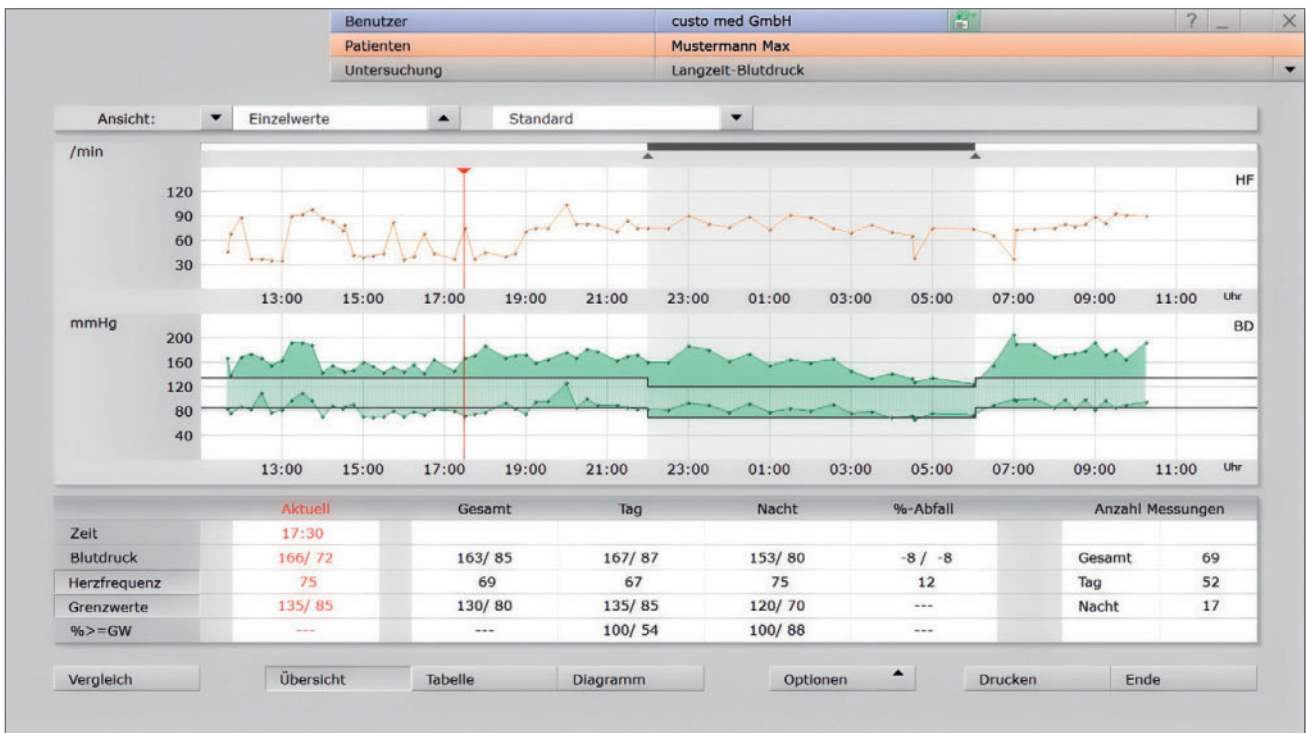 Benutzer custo med GmbH ? _ X
Patienten Mustermann Max
Untersuchung Langzeit-Blutdruck
Ansicht: Einzelwerte Standard
/min
HF
120
90
60
30
13:00 15:00 17:00 19:00 21:00 23:00 01:00 03:00 05:00 07:00 09:00 11:00 Uhr
mmHg
BD
200
160
120
80
40
13:00 15:00 17:00 19:00 21:00 23:00 01:00 03:00 05:00 07:00 09:00 11:00 Uhr
Aktuell Gesamt Tag Nacht %-Abfall Anzahl Messungen
Zeit 17:30
Blutdruck 166/ 72 163/ 85 167/ 87 153/ 80 -8 / -8 Gesamt 69
Herzfrequenz 75 69 67 75 12 Tag 52
Grenzwerte 135/ 85 130/ 80 135/ 85 120/ 70 --- Nacht 17
%>=GW --- --- 100/ 54 100/ 88 ---
Vergleich Übersicht Tabelle Diagramm Optionen Drucken Ende